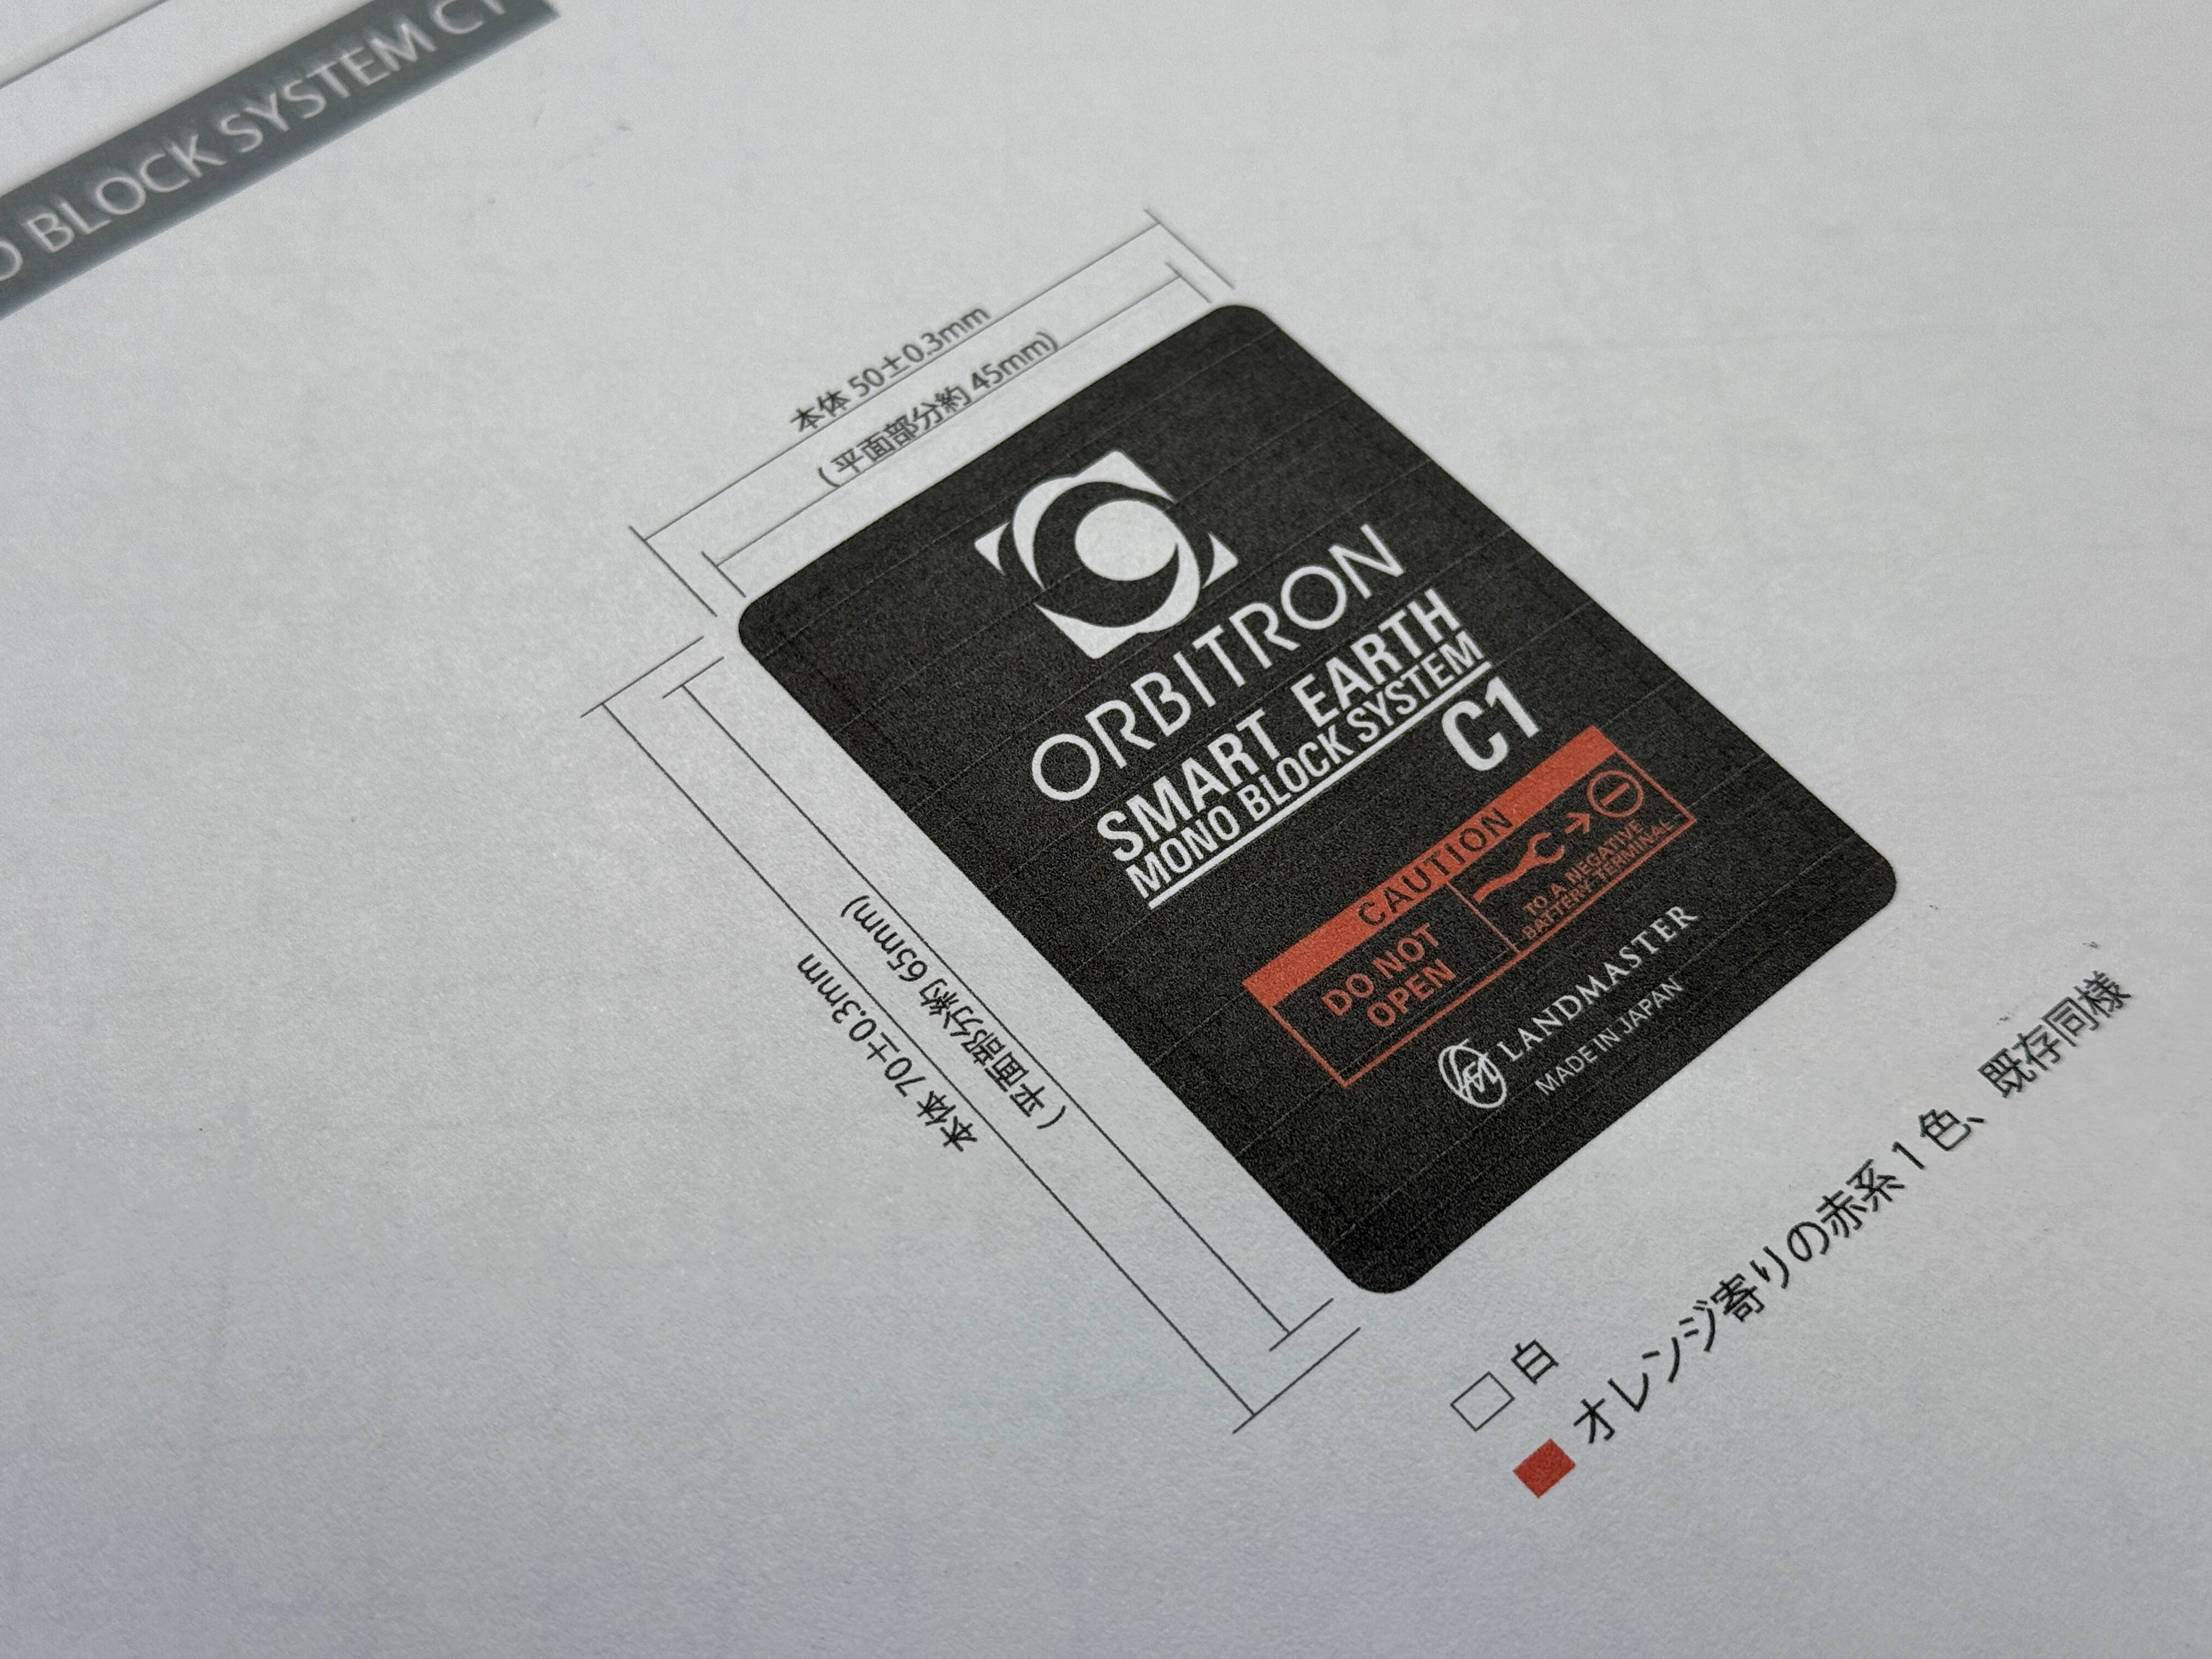 O BLOCK SYSTEM C1
本体 50±0.3mm
( 平面部分約 45mm)
本体 70±0.3mm
( 平面部分約 65mm)
ORBITRON
SMART EARTH
MONO BLOCK SYSTEM
C1
CAUTION
DO NOT
OPEN
TO A NEGATIVE
BATTERY TERMINAL
LANDMASTER
MADE IN JAPAN
白
オレンジ寄りの赤系 1 色、既存同様